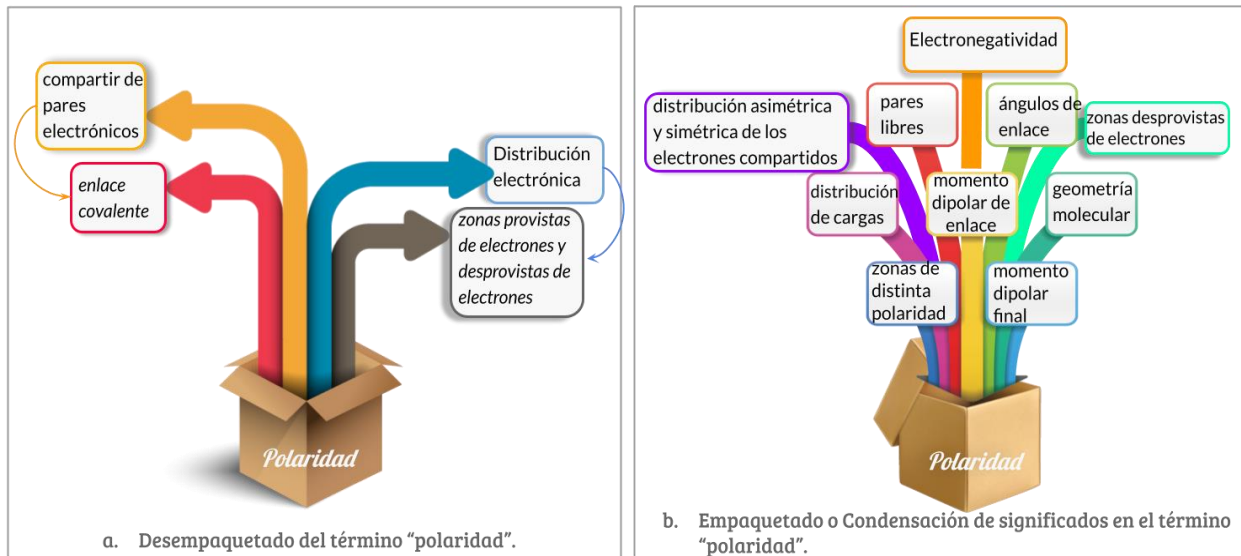 compartir de
pares
electrónicos
enlace
covalente
Distribución
electrónica
zonas provistas
de electrones y
desprovistas de
electrones
Polaridad
a. Desempaquetado del término “polaridad”.
Electronegatividad
distribución asimétrica
y simétrica de los
electrones compartidos
pares
libres
ángulos de
enlace
zonas desprovistas
de electrones
distribución
de cargas
momento
dipolar de
enlace
geometría
molecular
zonas de
distinta
polaridad
momento
dipolar
final
Polaridad
b. Empaquetado o Condensación de significados en el término
“polaridad”.